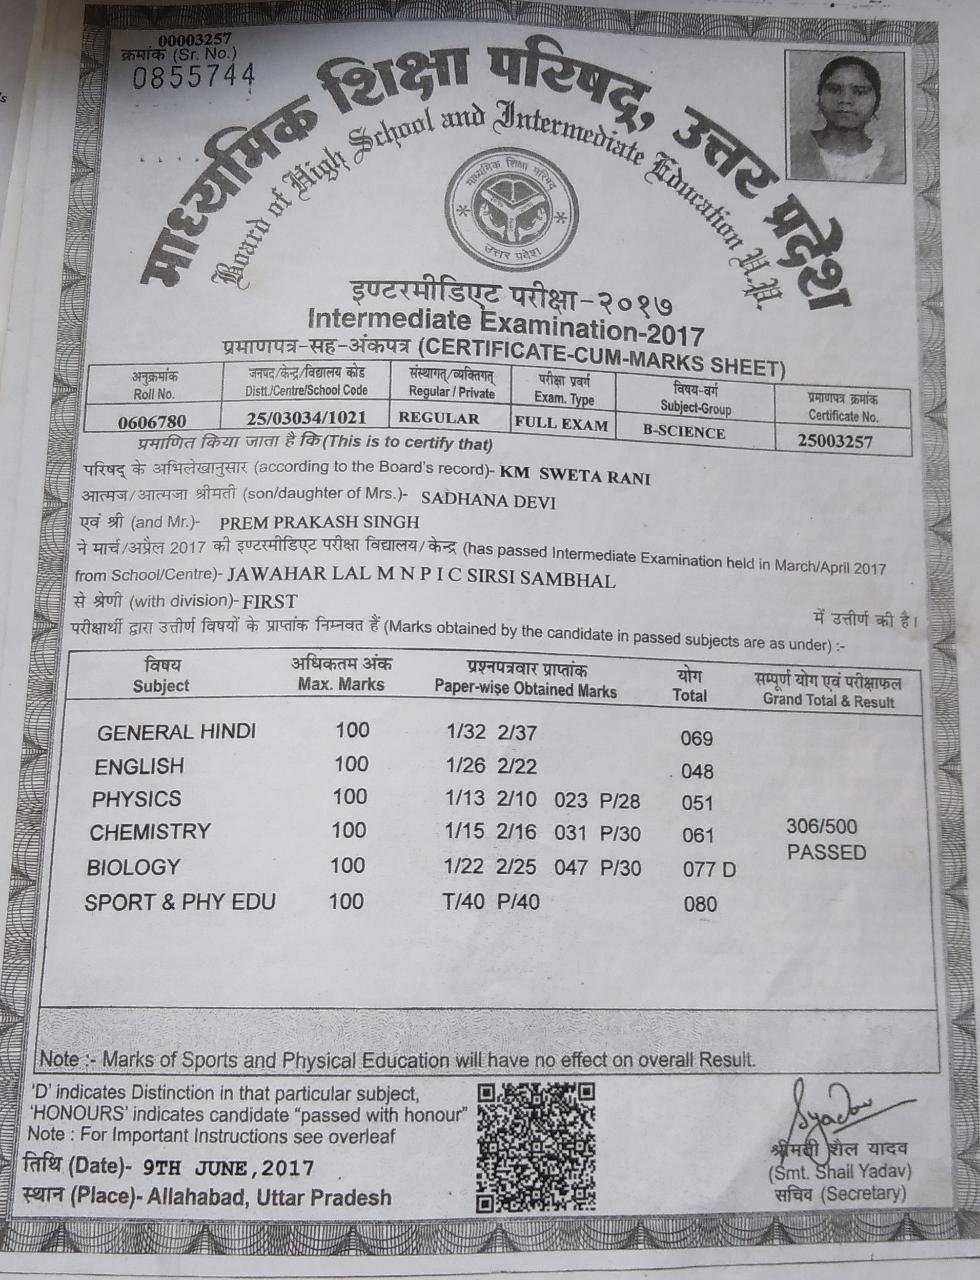 00003257
क्रमांक (Sr. No.)
0855744
माध्यमिक शिक्षा परिषद्, उत्तर प्रदेश
Board of High School and Intermediate Education U.P.
माध्यमिक शिक्षा परिषद
उत्तर प्रदेश
इण्टरमीडिएट परीक्षा-२०१७
Intermediate Examination-2017
प्रमाणपत्र-सह-अंकपत्र (CERTIFICATE-CUM-MARKS SHEET)
अनुक्रमांक जनपद/केन्द्र/विद्यालय कोड संस्थागत/व्यक्तिगत परीक्षा प्रवर्ग विषय-वर्ग प्रमाणपत्र क्रमांक
Roll No. Distt./Centre/School Code Regular / Private Exam. Type Subject-Group Certificate No.
0606780 25/03034/1021 REGULAR FULL EXAM B-SCIENCE 25003257
प्रमाणित किया जाता है कि (This is to certify that)
परिषद् के अभिलेखानुसार (according to the Board's record)- KM SWETA RANI
आत्मज/आत्मजा श्रीमती (son/daughter of Mrs.)- SADHANA DEVI
एवं श्री (and Mr.)- PREM PRAKASH SINGH
ने मार्च/अप्रैल 2017 की इण्टरमीडिएट परीक्षा विद्यालय/केन्द्र (has passed Intermediate Examination held in March/April 2017
from School/Centre)- JAWAHAR LAL M N P I C SIRSI SAMBHAL
से श्रेणी (with division)- FIRST में उत्तीर्ण की है।
परीक्षार्थी द्वारा उत्तीर्ण विषयों के प्राप्तांक निम्नवत हैं (Marks obtained by the candidate in passed subjects are as under) :-
विषय अधिकतम अंक प्रश्नपत्रवार प्राप्तांक योग सम्पूर्ण योग एवं परीक्षाफल
Subject Max. Marks Paper-wise Obtained Marks Total Grand Total & Result
GENERAL HINDI 100 1/32 2/37 069
ENGLISH 100 1/26 2/22 048
PHYSICS 100 1/13 2/10 023 P/28 051
CHEMISTRY 100 1/15 2/16 031 P/30 061 306/500
BIOLOGY 100 1/22 2/25 047 P/30 077 D PASSED
SPORT & PHY EDU 100 T/40 P/40 080
Note :- Marks of Sports and Physical Education will have no effect on overall Result.
'D' indicates Distinction in that particular subject,
'HONOURS' indicates candidate "passed with honour"
Note : For Important Instructions see overleaf
तिथि (Date)- 9TH JUNE, 2017
स्थान (Place)- Allahabad, Uttar Pradesh
SYadav
श्रीमती शैल यादव
(Smt. Shail Yadav)
सचिव (Secretary)